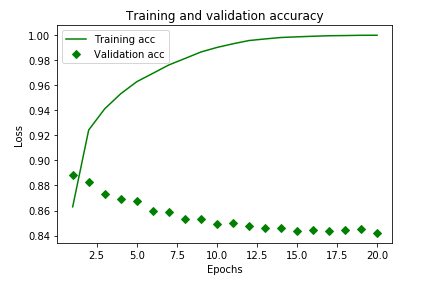 Training and validation accuracy
Training acc
Validation acc
1.00
0.98
0.96
0.94
0.92
0.90
0.88
0.86
0.84
Loss
2.5 5.0 7.5 10.0 12.5 15.0 17.5 20.0
Epochs